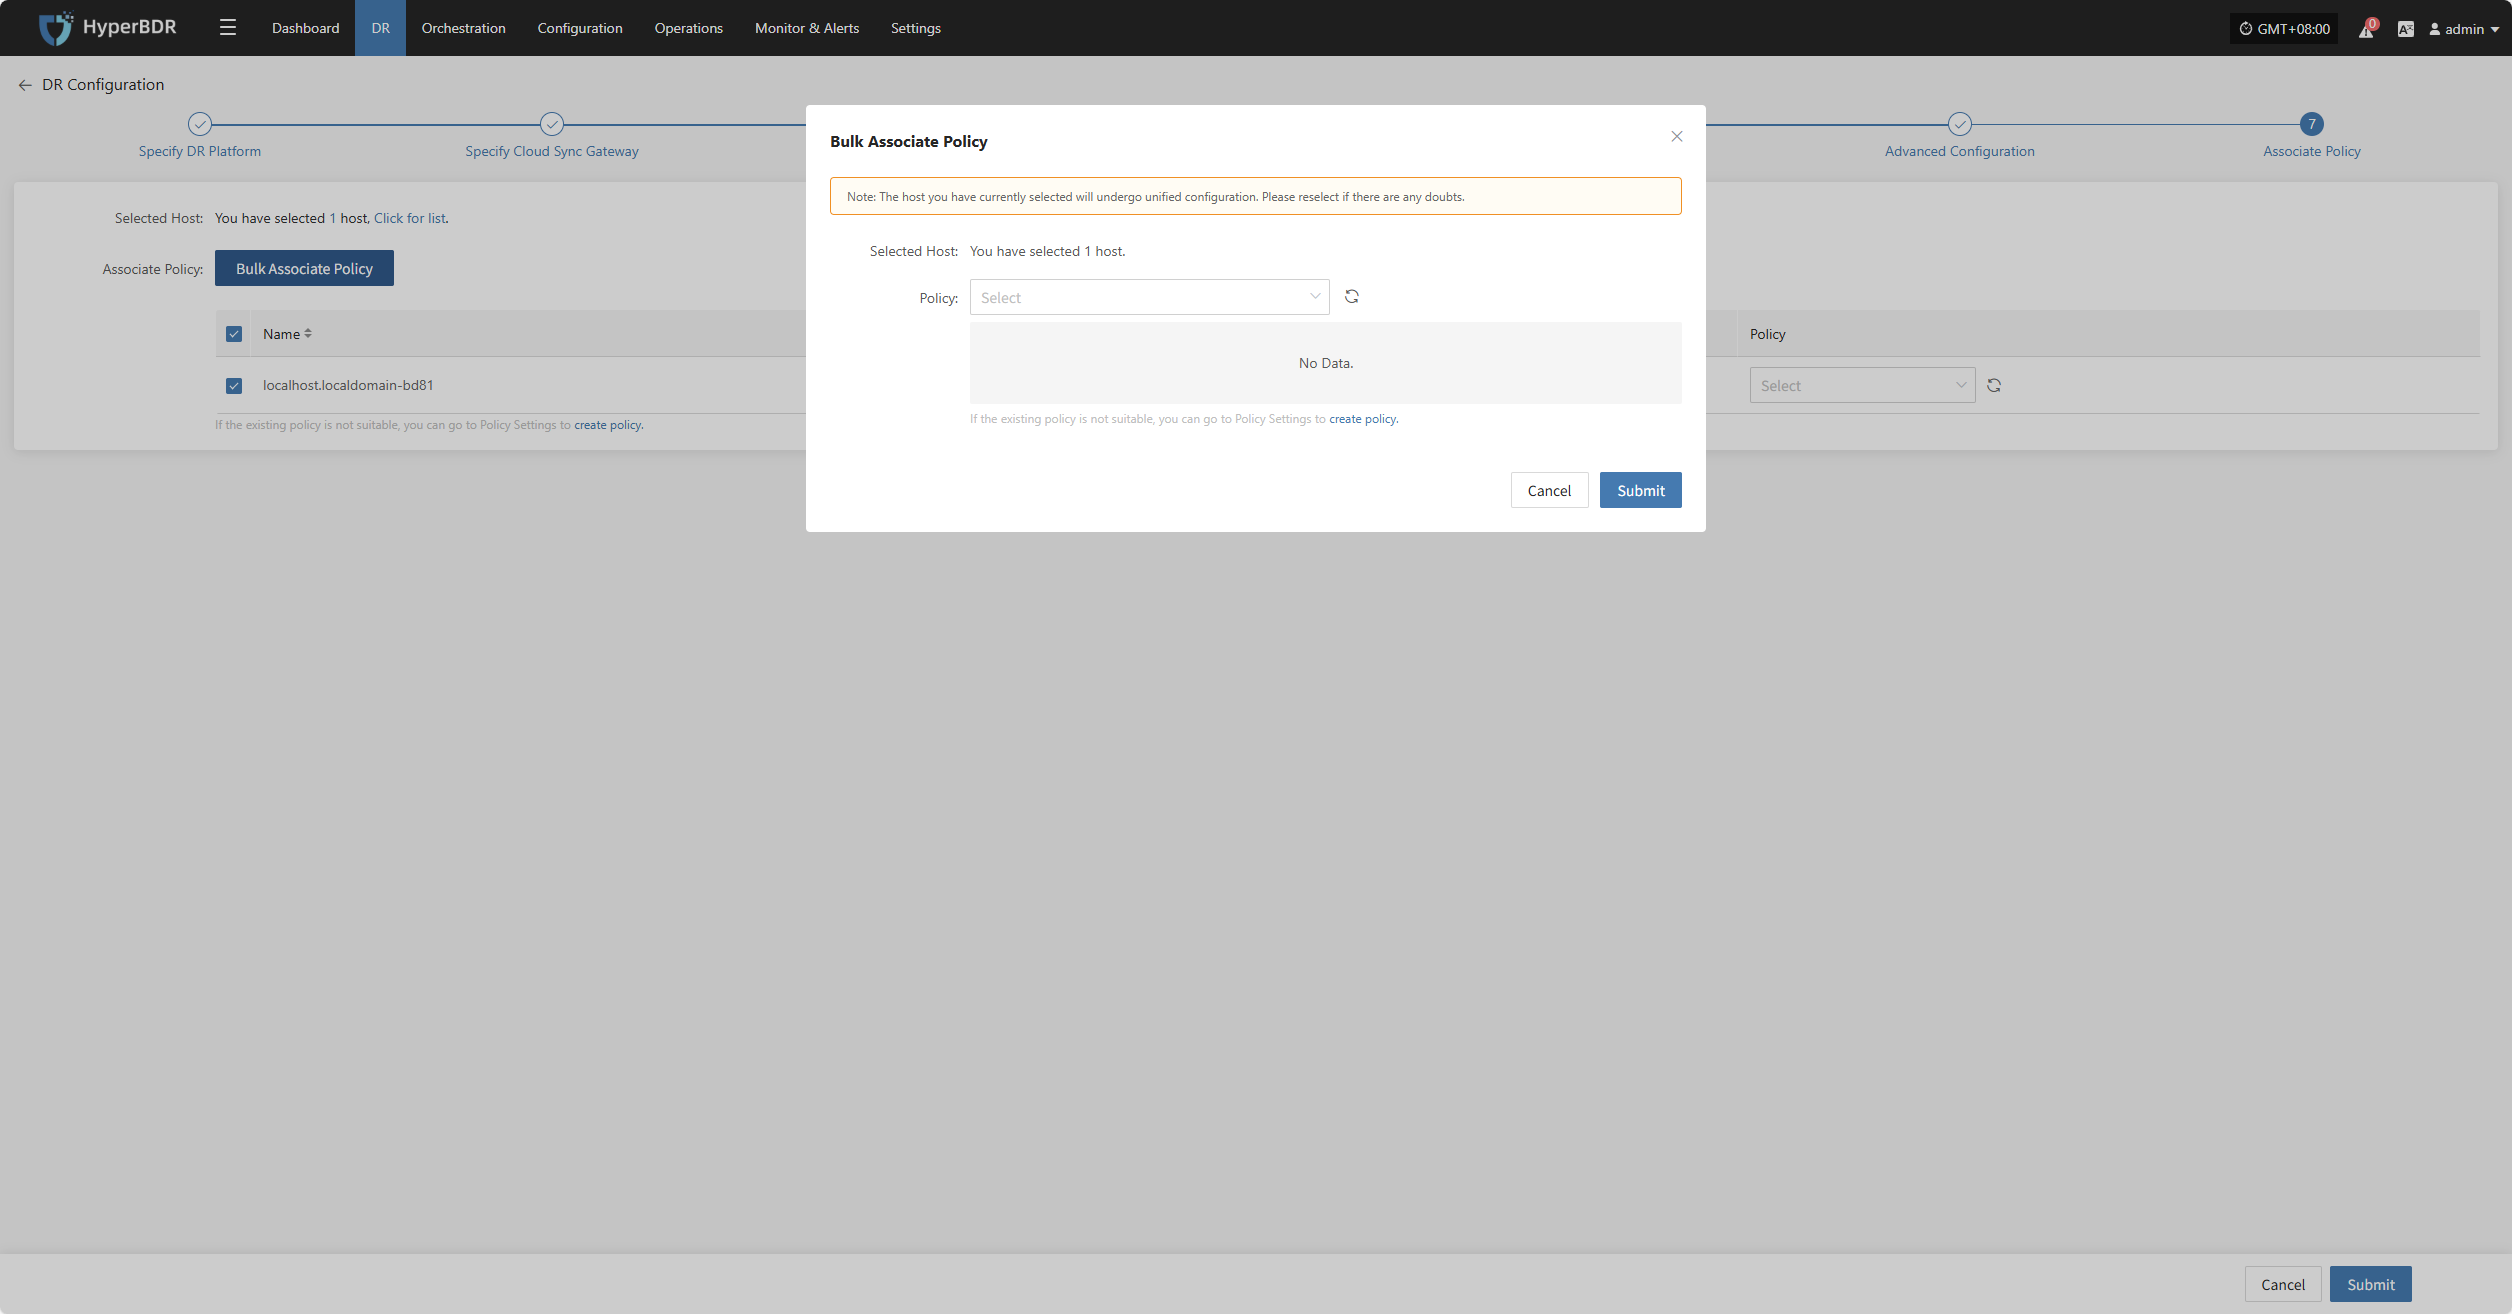 HyperBDR
Dashboard
DR
Orchestration
Configuration
Operations
Monitor & Alerts
Settings
GMT+08:00
0
admin
DR Configuration
Specify DR Platform
Specify Cloud Sync Gateway
Advanced Configuration
7
Associate Policy
Selected Host: You have selected 1 host, Click for list.
Associate Policy: Bulk Associate Policy
Name
Policy
localhost.localdomain-bd81
Select
If the existing policy is not suitable, you can go to Policy Settings to create policy.
Bulk Associate Policy
Note: The host you have currently selected will undergo unified configuration. Please reselect if there are any doubts.
Selected Host: You have selected 1 host.
Policy: Select
No Data.
If the existing policy is not suitable, you can go to Policy Settings to create policy.
Cancel
Submit
Cancel
Submit